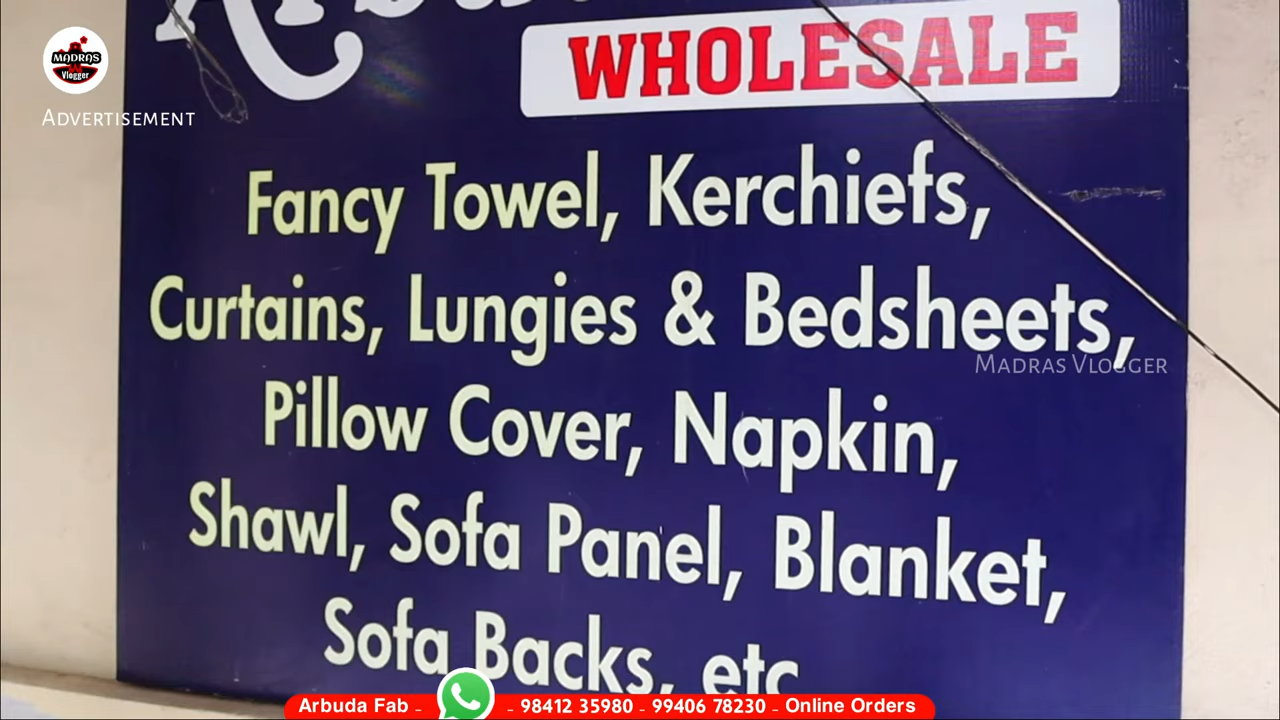 MADRAS
Vlogger
ADVERTISEMENT
WHOLESALE
Fancy Towel, Kerchiefs,
Curtains, Lungies & Bedsheets,
MADRAS VLOGGER
Pillow Cover, Napkin,
Shawl, Sofa Panel, Blanket,
Sofa Backs, etc
Arbuda Fab - - 98412 35980 - 99406 78230 - Online Orders